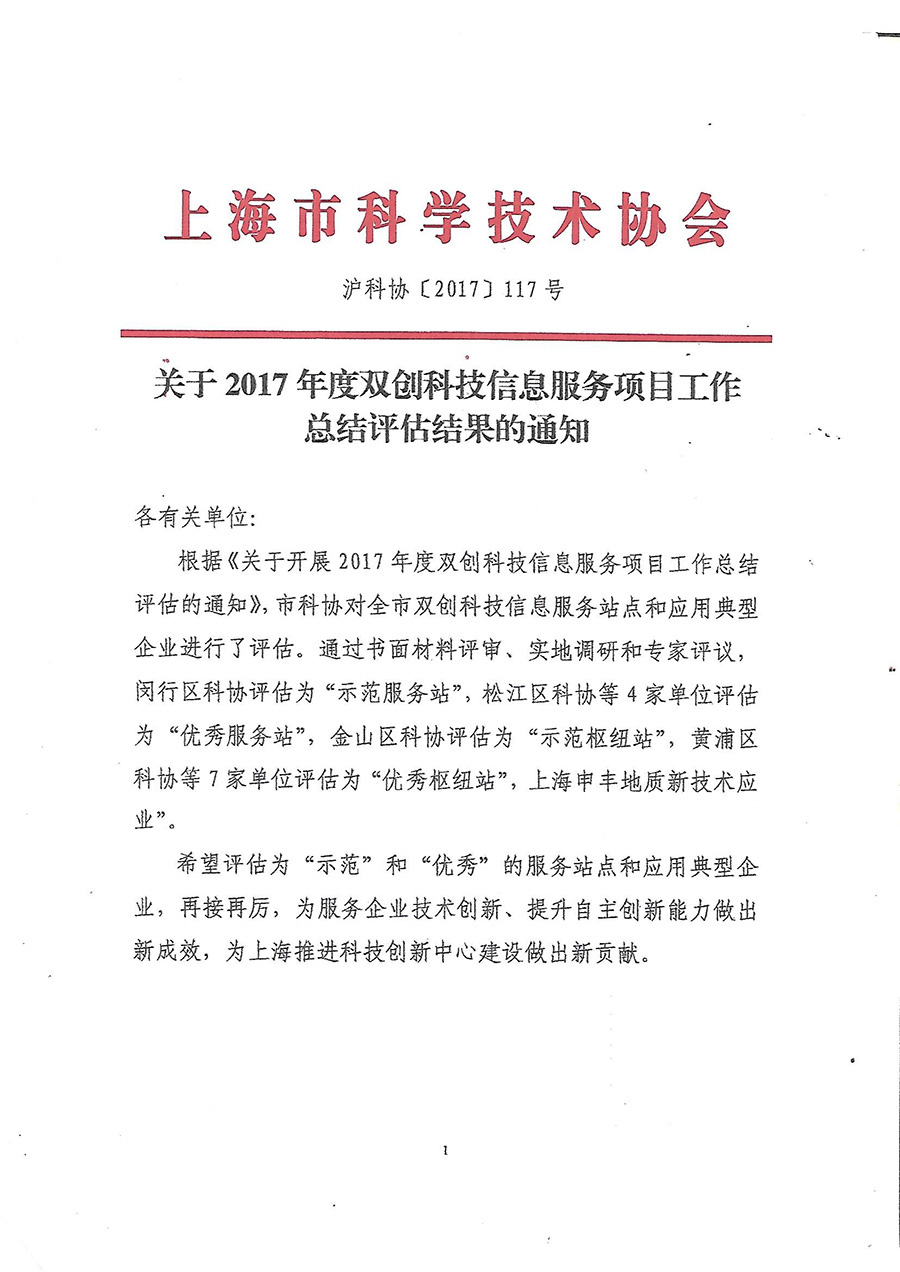 上海市科学技术协会
沪科协〔2017〕117 号
关于 2017 年度双创科技信息服务项目工作
总结评估结果的通知
各有关单位：
根据《关于开展 2017 年度双创科技信息服务项目工作总结
评估的通知》，市科协对全市双创科技信息服务站点和应用典型
企业进行了评估。通过书面材料评审、实地调研和专家评议，
闵行区科协评估为“示范服务站”，松江区科协等 4 家单位评估
为“优秀服务站”，金山区科协评估为“示范枢纽站”，黄浦区
科协等 7 家单位评估为“优秀枢纽站”，上海申丰地质新技术应
业”。
希望评估为“示范”和“优秀”的服务站点和应用典型企
业，再接再厉，为服务企业技术创新、提升自主创新能力做出
新成效，为上海推进科技创新中心建设做出新贡献。
1